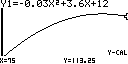 Y1=-0.03X²+3.6X+12
Y-CAL
X=75 Y=113.25